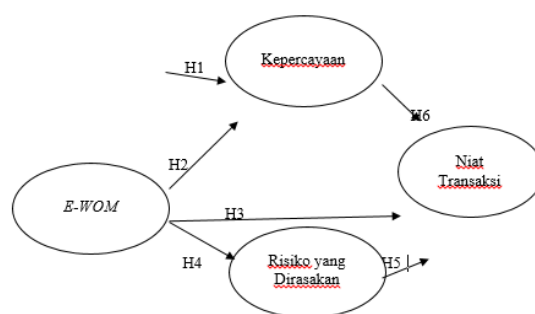 Kepercayaan
H1
H6
H2
Niat
Transaksi
E-WOM
H3
H4
Risiko yang
Dirasakan
H5